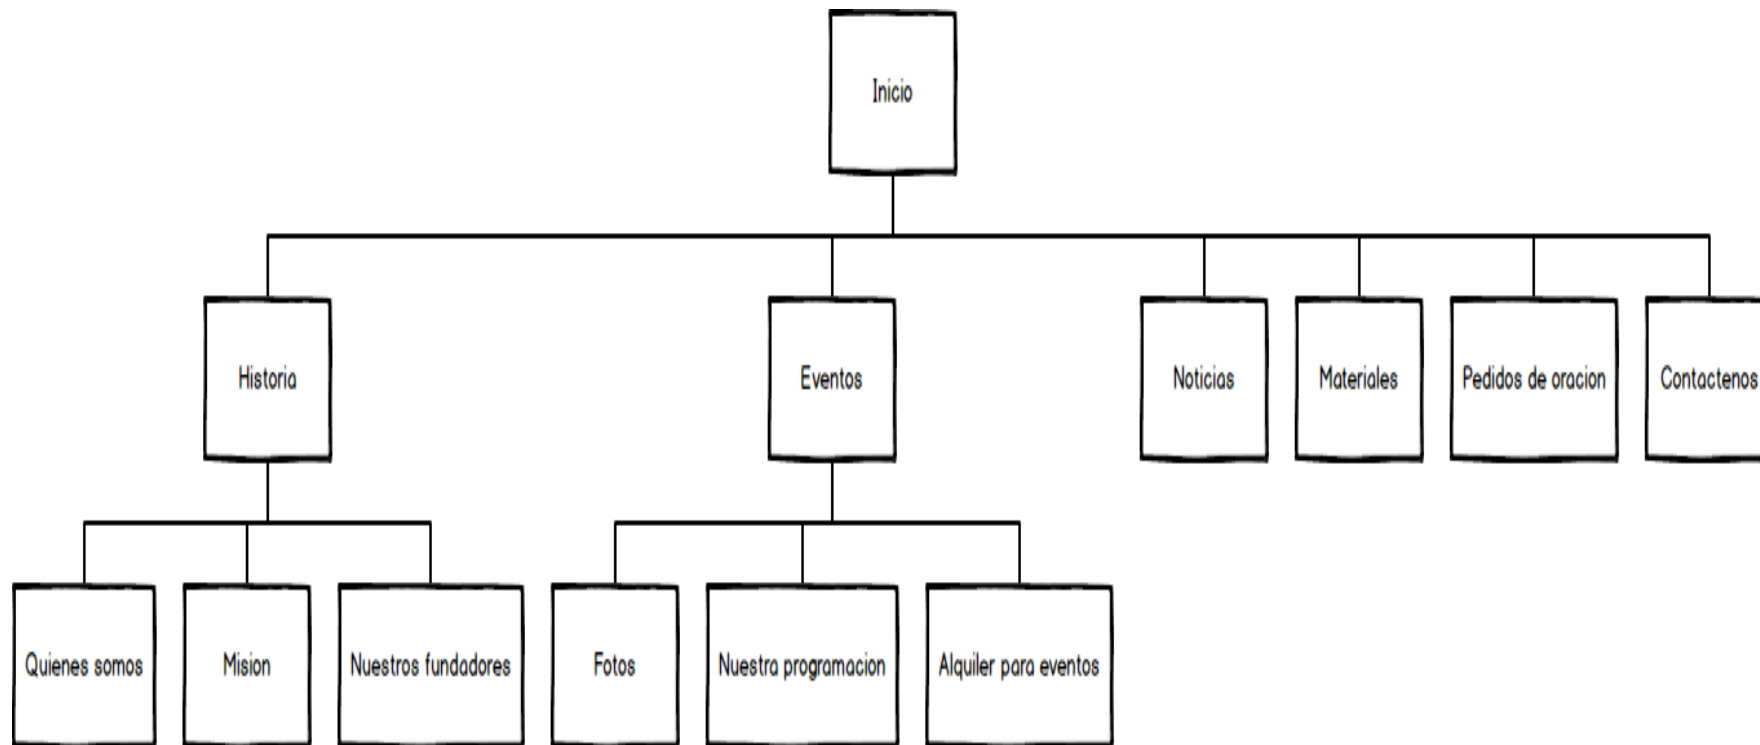 Inicio
Historia
Eventos
Noticias
Materiales
Pedidos de oracion
Contactenos
Quienes somos
Mision
Nuestros fundadores
Fotos
Nuestra programacion
Alquiler para eventos